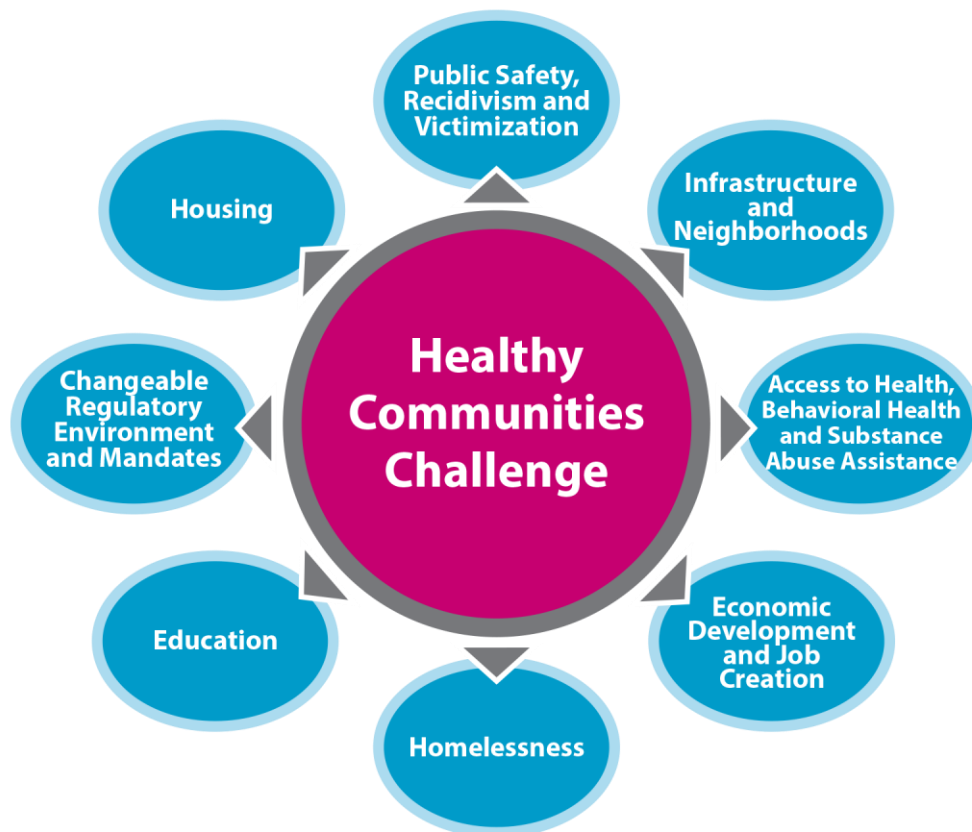 Public Safety,
Recidivism and
Victimization
Housing
Infrastructure
and
Neighborhoods
Healthy
Communities
Challenge
Changeable
Regulatory
Environment
and Mandates
Access to Health,
Behavioral Health
and Substance
Abuse Assistance
Education
Economic
Development
and Job
Creation
Homelessness